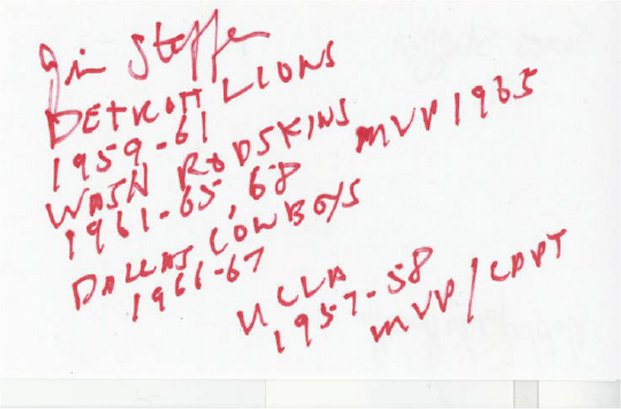 Jim Steffen
DETROIT LIONS
1959-61
WASH REDSKINS MVP 1965
1961-65, 68
DALLAS COWBOYS
1966-67
UCLA
1957-58
MVP/CAPT